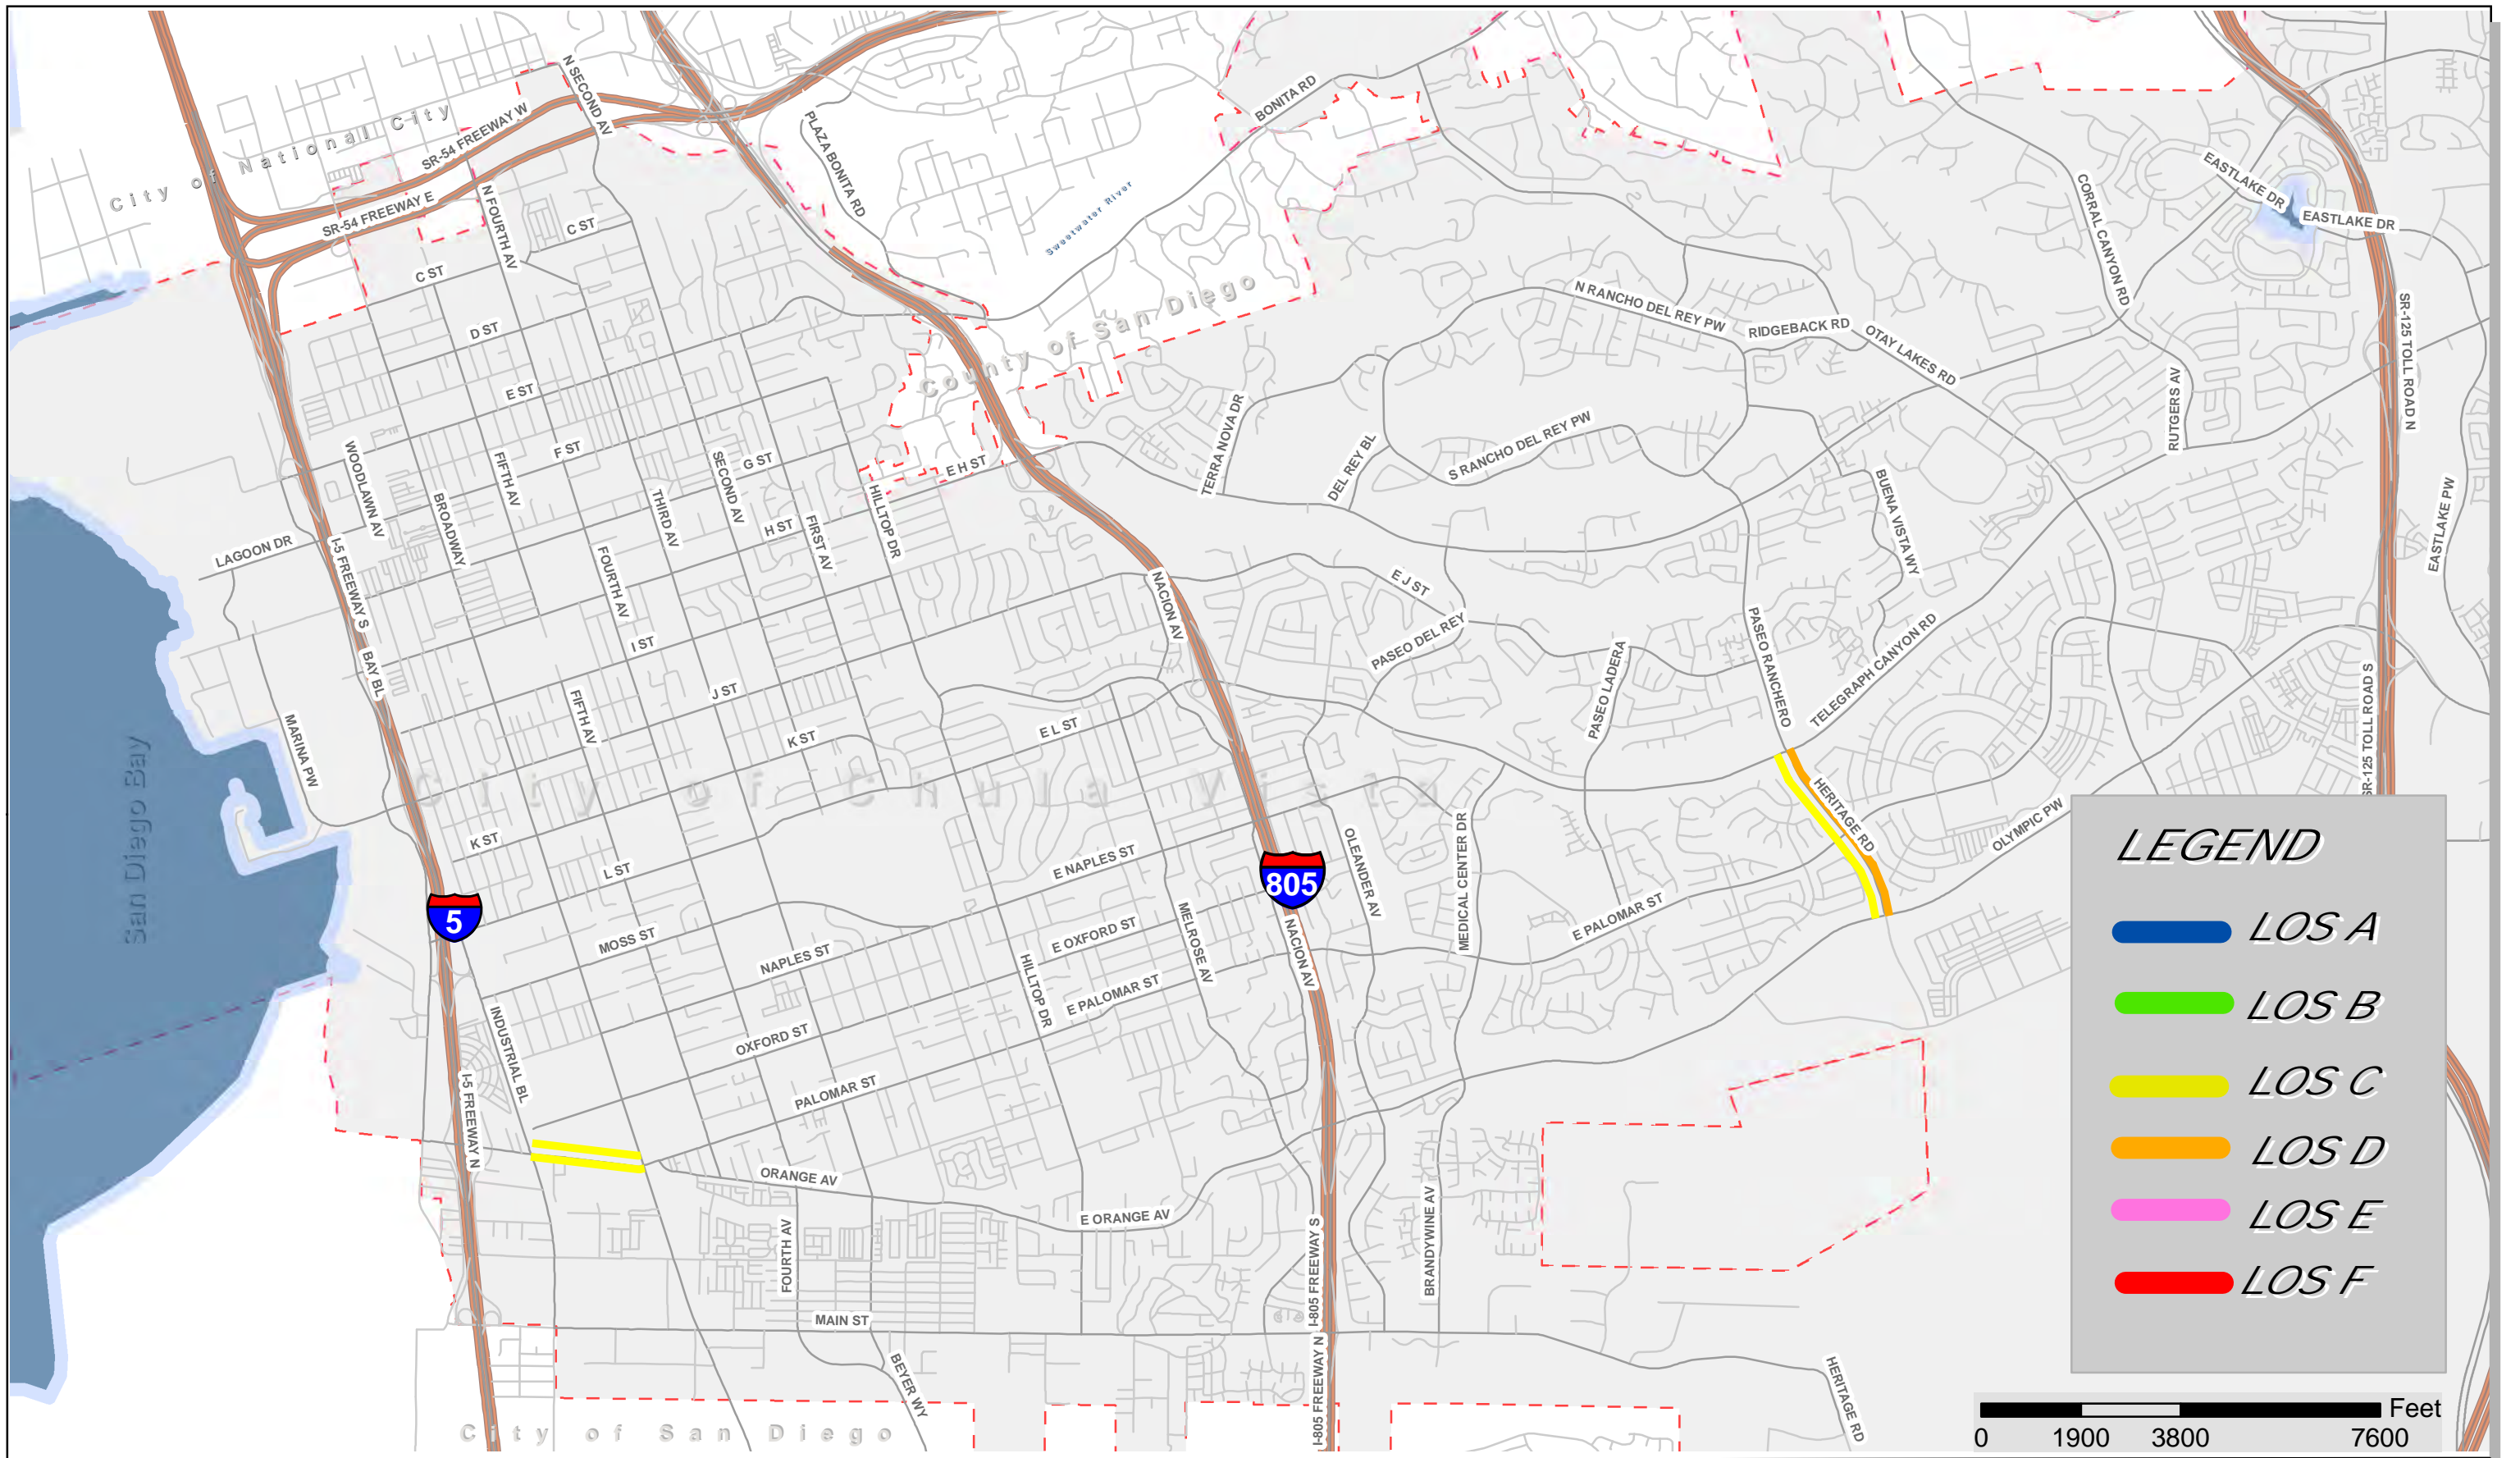 City of National City
SR-54 FREEWAY W
SR-54 FREEWAY E
N SECOND AV
N FOURTH AV
PLAZA BONITA RD
BONITA RD
Sweetwater River
County of San Diego
CORRAL CANYON RD
EASTLAKE DR
EASTLAKE DR
C ST
C ST
D ST
E ST
F ST
G ST
H ST
E H ST
I ST
J ST
K ST
K ST
L ST
E L ST
E J ST
WOODLAWN AV
BROADWAY
FIFTH AV
FIFTH AV
FOURTH AV
THIRD AV
SECOND AV
FIRST AV
HILLTOP DR
LAGOON DR
I-5 FREEWAY S
BAY BL
MARINA PW
San Diego Bay
City of Chula Vista
N RANCHO DEL REY PW
RIDGEBACK RD
OTAY LAKES RD
TERRA NOVA DR
DEL REY BL
S RANCHO DEL REY PW
BUENA VISTA WY
RUTGERS AV
SR-125 TOLL ROAD N
EASTLAKE PW
NACION AV
PASEO DEL REY
PASEO LADERA
PASEO RANCHERO
TELEGRAPH CANYON RD
HERITAGE RD
OLYMPIC PW
SR-125 TOLL ROAD S
5
805
MOSS ST
NAPLES ST
E NAPLES ST
OXFORD ST
E OXFORD ST
PALOMAR ST
E PALOMAR ST
E PALOMAR ST
MELROSE AV
HILLTOP DR
NACION AV
OLEANDER AV
MEDICAL CENTER DR
INDUSTRIAL BL
I-5 FREEWAY N
ORANGE AV
E ORANGE AV
FOURTH AV
MAIN ST
BEYER WY
I-805 FREEWAY S
I-805 FREEWAY N
BRANDYWINE AV
HERITAGE RD
City of San Diego
LEGEND
LOS A
LOS B
LOS C
LOS D
LOS E
LOS F
Feet
0 1900 3800 7600